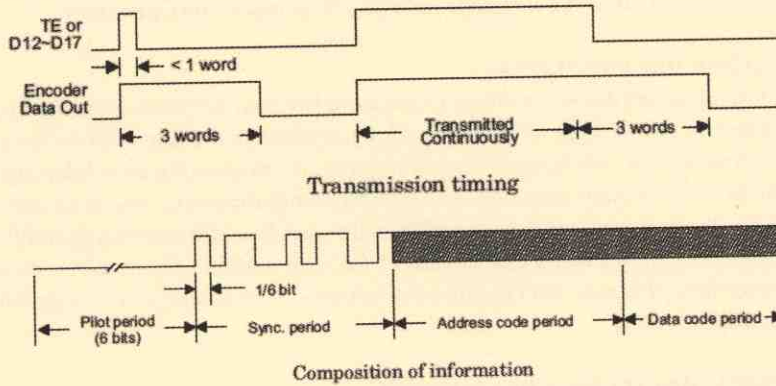 TE or
D12~D17
< 1 word
Encoder
Data Out
3 words
Transmitted
Continuously
3 words
Transmission timing
1/6 bit
Pilot period
(6 bits)
Sync. period
Address code period
Data code period
Composition of information